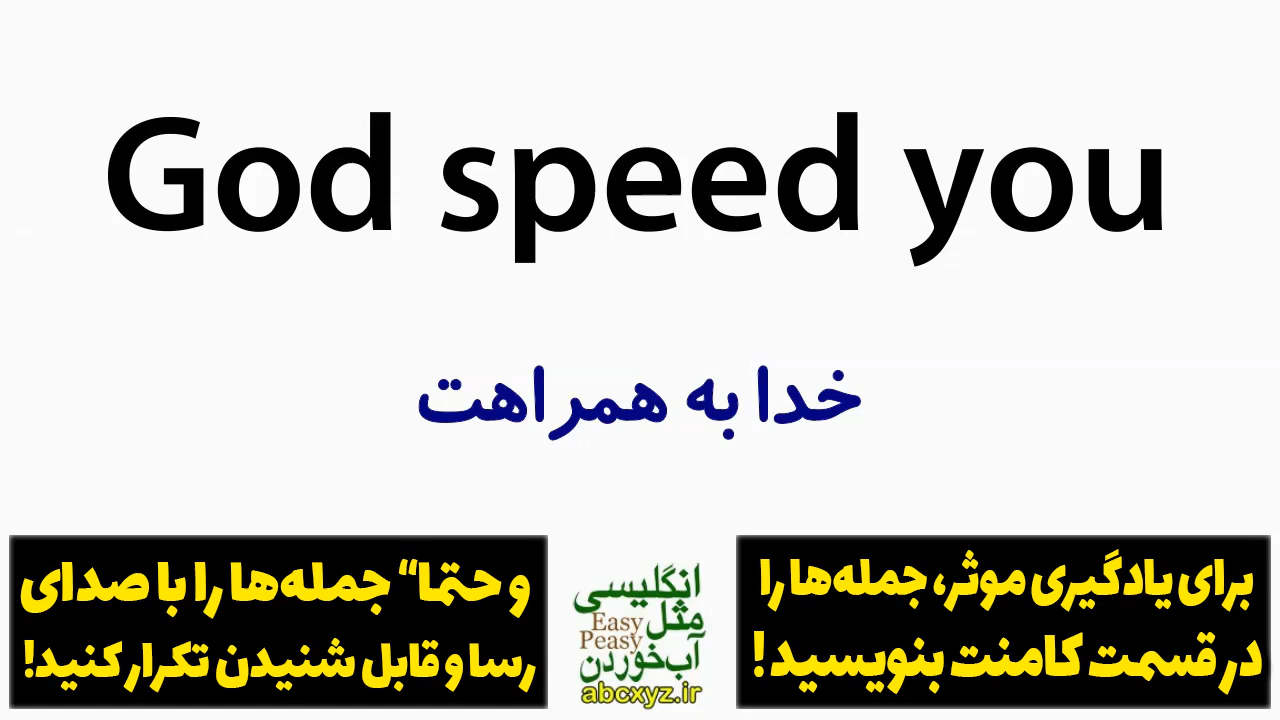 God speed you
خدا به همراهت
برای یادگیری موثر، جمله‌ها را
در قسمت کامنت بنویسید!
انگلیسی
مثل
Easy
Peasy
آب‌خوردن
abcxyz.ir
و حتما“ جمله‌ها را با صدای
رسا و قابل شنیدن تکرار کنید!